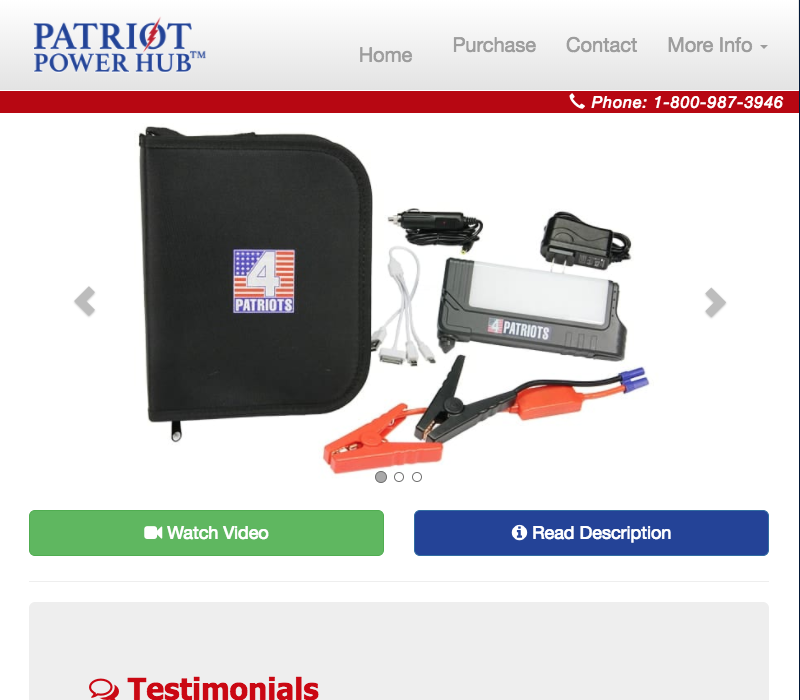 PATRIOT
POWER HUB™
Home
Purchase
Contact
More Info
Phone: 1-800-987-3946
4
PATRIOTS
4 PATRIOTS
Watch Video
Read Description
Testimonials